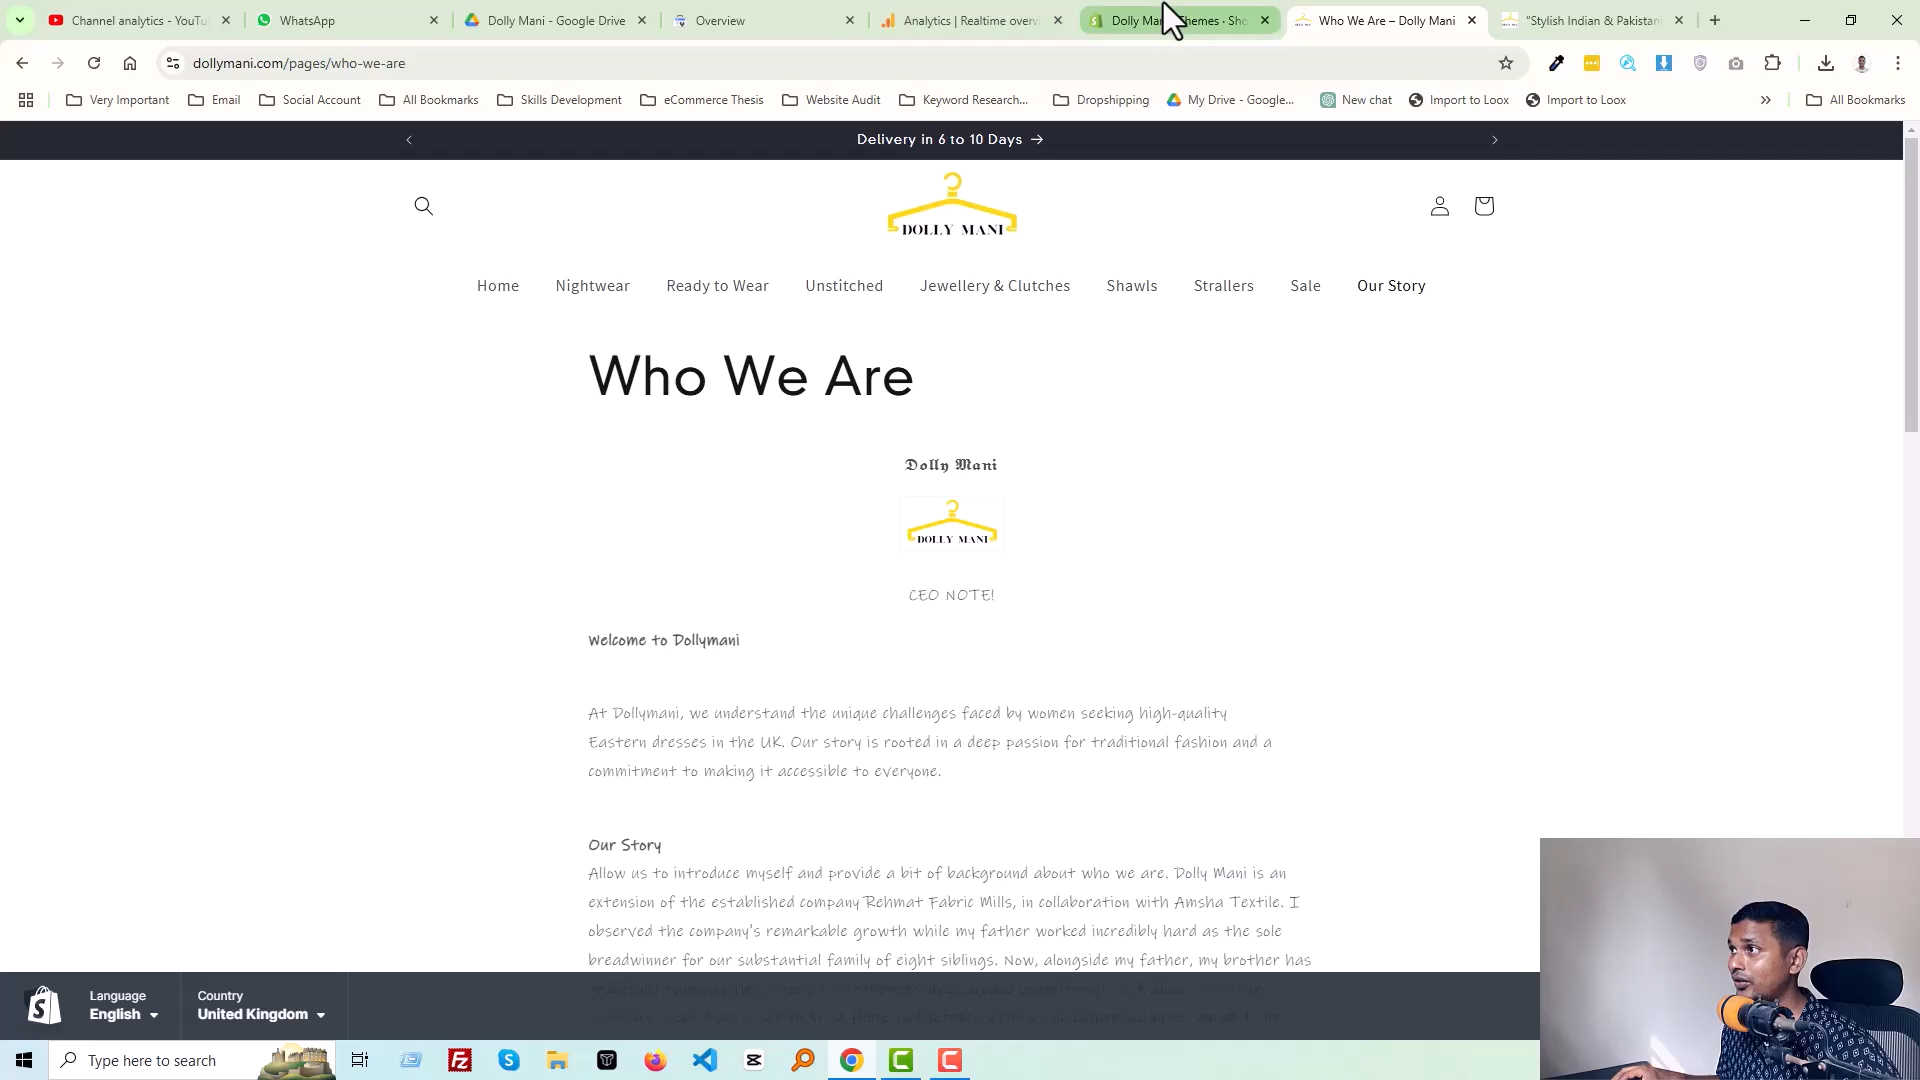 Channel analytics - YouTu
WhatsApp
Dolly Mani - Google Drive
Overview
Analytics | Realtime overv
Dolly Man Themes · Sho
Who We Are – Dolly Mani
"Stylish Indian & Pakistan
dollymani.com/pages/who-we-are
Very Important
Email
Social Account
All Bookmarks
Skills Development
eCommerce Thesis
Website Audit
Keyword Research...
Dropshipping
My Drive - Google...
New chat
Import to Loox
Import to Loox
All Bookmarks
Delivery in 6 to 10 Days
DOLLY MANI
Home
Nightwear
Ready to Wear
Unstitched
Jewellery & Clutches
Shawls
Strallers
Sale
Our Story
Who We Are
𝕯𝖔𝖑𝖑𝖞 𝕸𝖆𝖓𝖎
DOLLY MANI
CEO NOTE!
Welcome to Dollymani
At Dollymani, we understand the unique challenges faced by women seeking high-quality
Eastern dresses in the UK. Our story is rooted in a deep passion for traditional fashion and a
commitment to making it accessible to everyone.
Our Story
Allow us to introduce myself and provide a bit of background about who we are. Dolly Mani is an
extension of the established company Rehmat Fabric Mills, in collaboration with Amsha Textile. I
observed the company's remarkable growth while my father worked incredibly hard as the sole
breadwinner for our substantial family of eight siblings. Now, alongside my father, my brother has
Language
English
Country
United Kingdom
Type here to search